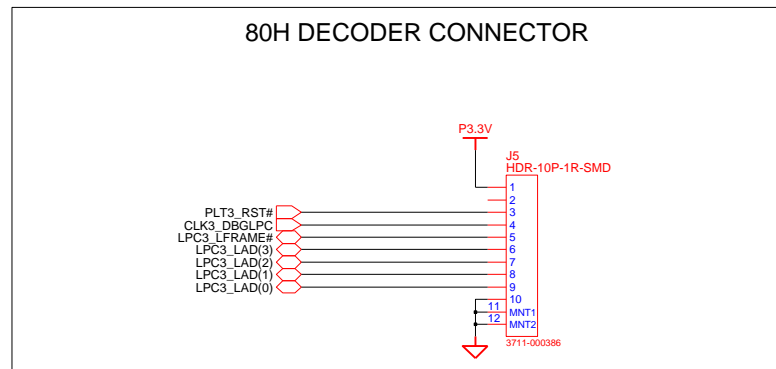 80H DECODER CONNECTOR
P3.3V
J5
HDR-10P-1R-SMD
1
2
PLT3_RST# 3
CLK3_DBGLPC 4
LPC3_LFRAME# 5
LPC3_LAD(3) 6
LPC3_LAD(2) 7
LPC3_LAD(1) 8
LPC3_LAD(0) 9
10
11 MNT1
12 MNT2
3711-000386